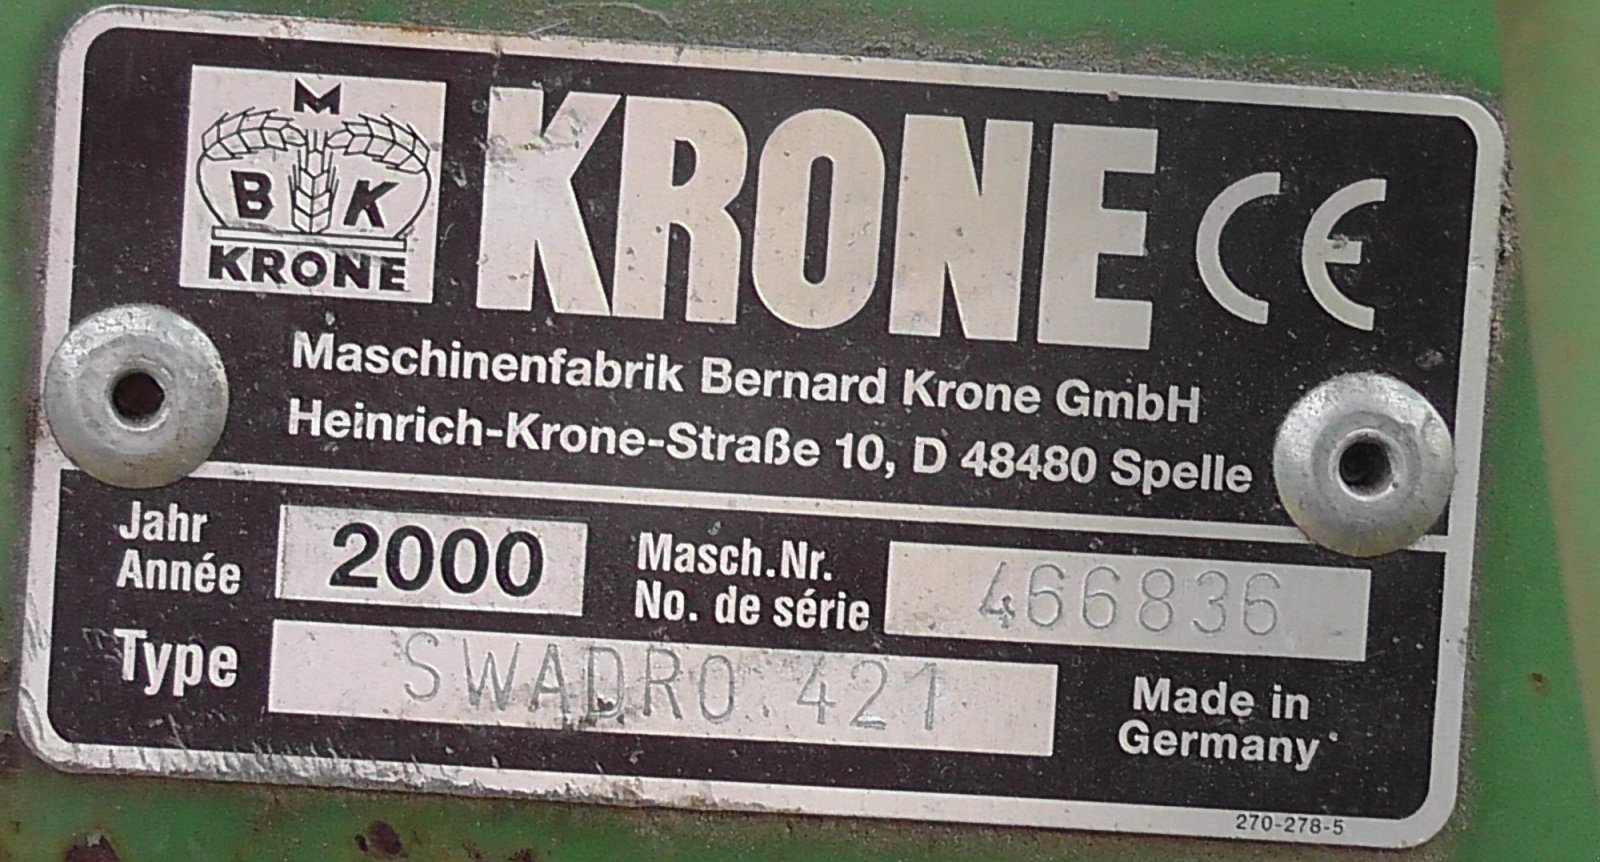 M
B K
KRONE
KRONE CE
Maschinenfabrik Bernard Krone GmbH
Heinrich-Krone-Straße 10, D 48480 Spelle
Jahr
Année
2000
Masch.Nr.
No. de série
466836
Type
SWADRO 421
Made in
Germany
270-278-5